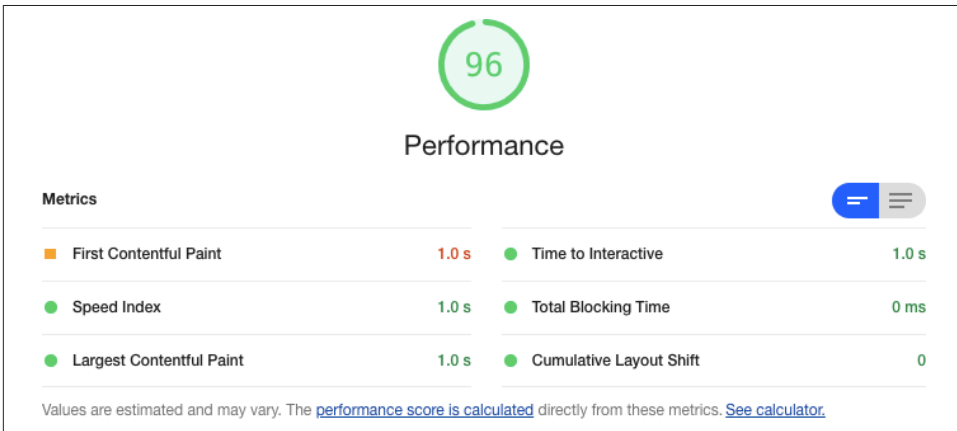 96
Performance
Metrics
First Contentful Paint 1.0 s
Time to Interactive 1.0 s
Speed Index 1.0 s
Total Blocking Time 0 ms
Largest Contentful Paint 1.0 s
Cumulative Layout Shift 0
Values are estimated and may vary. The performance score is calculated directly from these metrics. See calculator.